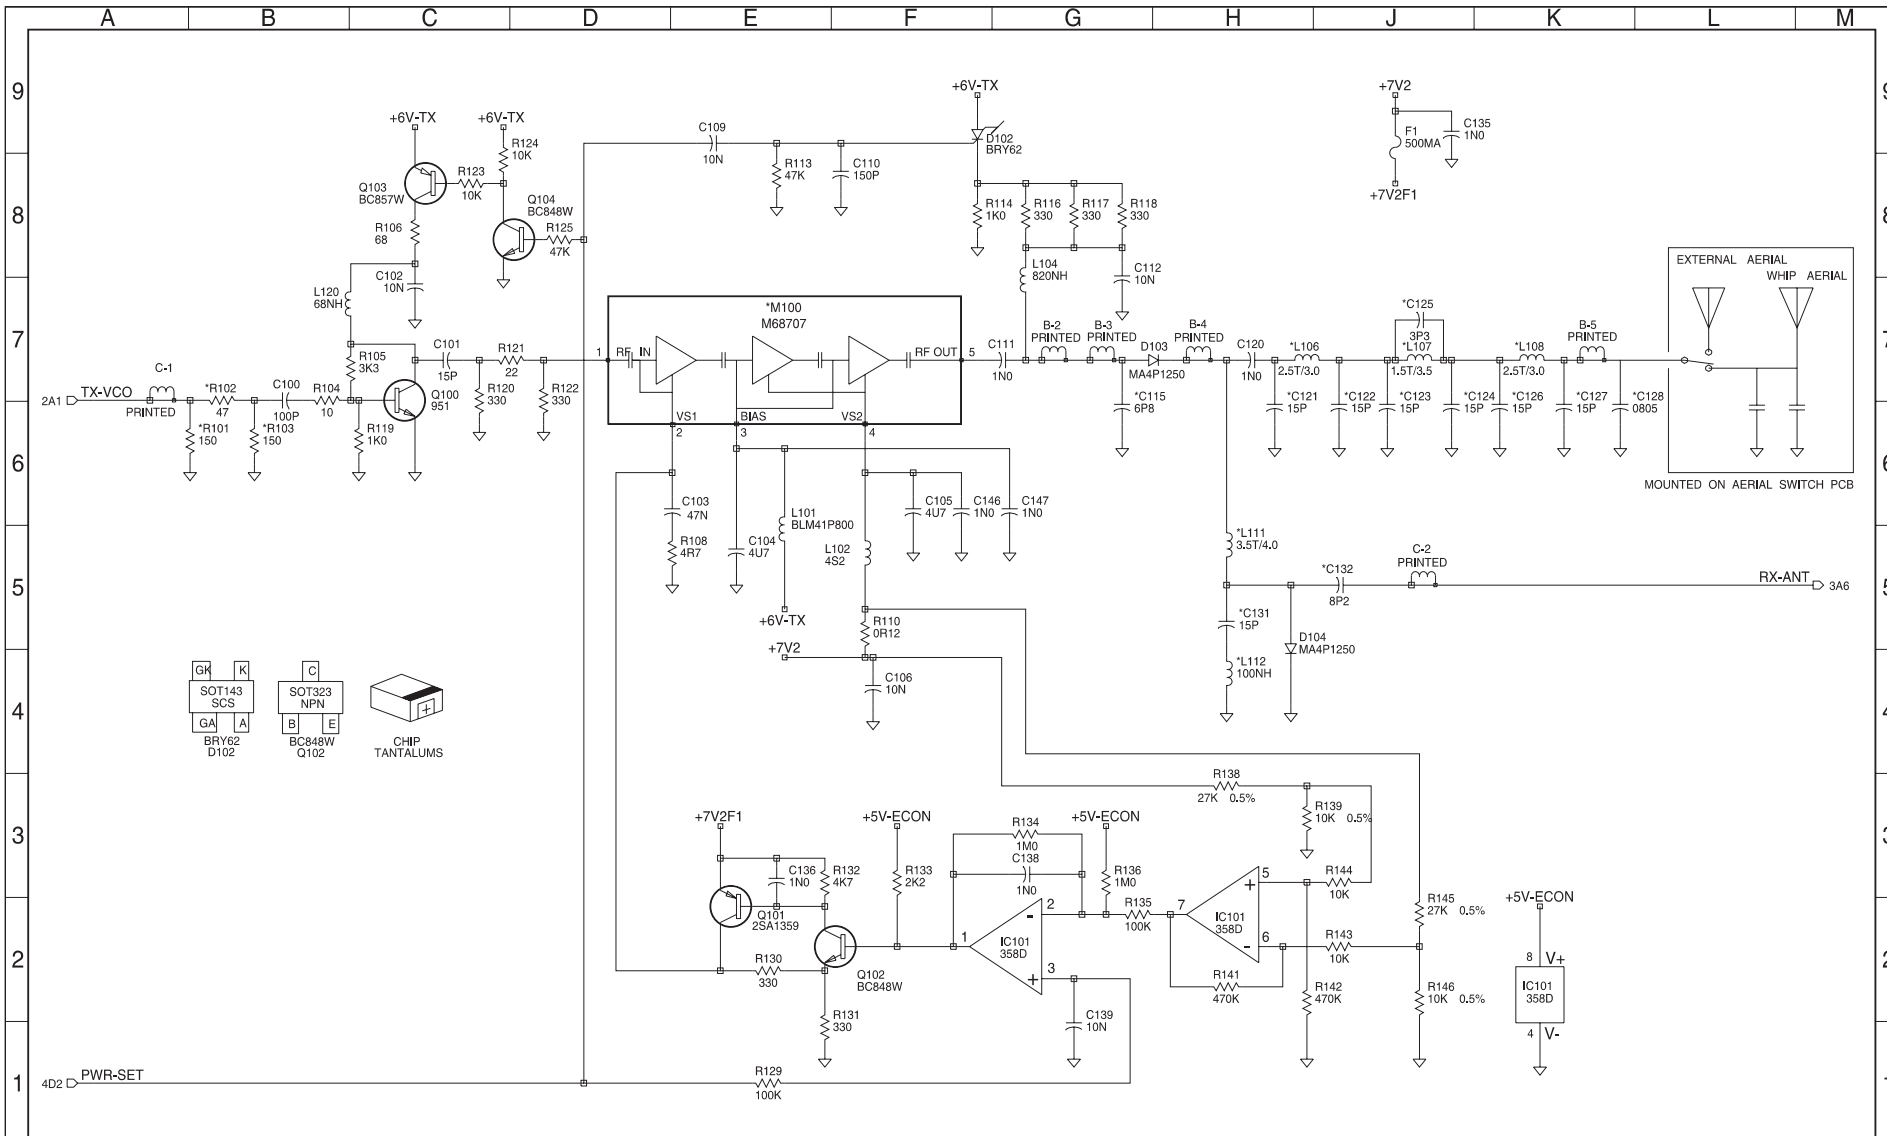 A B C D E F G H J K L M
9
8
7
6
5
4
3
2
1
+6V-TX
+6V-TX
R124
10K
Q103
BC857W
R123
10K
Q104
BC848W
R125
47K
R106
68
C102
10N
L120
68NH
C109
10N
R113
47K
C110
150P
+6V-TX
D102
BRY62
R114
1K0
R116
330
R117
330
R118
330
L104
820NH
C112
10N
+7V2
F1
500MA
C135
1N0
+7V2F1
EXTERNAL AERIAL
WHIP AERIAL
MOUNTED ON AERIAL SWITCH PCB
2A1
TX-VCO
C-1
PRINTED
*R101
150
*R102
47
*R103
150
C100
100P
R104
10
R105
3K3
R119
1K0
Q100
951
C101
15P
R120
330
R121
22
R122
330
*M100
M68707
1
RF IN
RF OUT
5
VS1
2
BIAS
3
VS2
4
C111
1N0
B-2
PRINTED
B-3
PRINTED
D103
MA4P1250
*C115
6P8
B-4
PRINTED
C120
1N0
*L106
2.5T/3.0
*C121
15P
*C122
15P
*C125
3P3
*L107
1.5T/3.5
*C123
15P
*C124
15P
*L108
2.5T/3.0
*C126
15P
B-5
PRINTED
*C127
15P
*C128
0805
C103
47N
R108
4R7
C104
4U7
L101
BLM41P800
+6V-TX
L102
4S2
C105
4U7
C146
1N0
C147
1N0
R110
0R12
+7V2
C106
10N
*L111
3.5T/4.0
*C132
8P2
C-2
PRINTED
RX-ANT
3A6
*C131
15P
*L112
100NH
D104
MA4P1250
GK K
SOT143
SCS
GA A
BRY62
D102
C
SOT323
NPN
B E
BC848W
Q102
+
CHIP
TANTALUMS
+7V2F1
C136
1N0
R132
4K7
Q101
2SA1359
R130
330
R131
330
Q102
BC848W
+5V-ECON
R133
2K2
R134
1M0
C138
1N0
+5V-ECON
R136
1M0
R135
100K
1
2
-
IC101
358D
3
+
C139
10N
R138
27K 0.5%
R139
10K 0.5%
7
5
+
IC101
358D
6
-
R144
10K
R143
10K
R141
470K
R142
470K
R145
27K 0.5%
R146
10K 0.5%
+5V-ECON
8 V+
IC101
358D
4 V-
4D2
PWR-SET
R129
100K